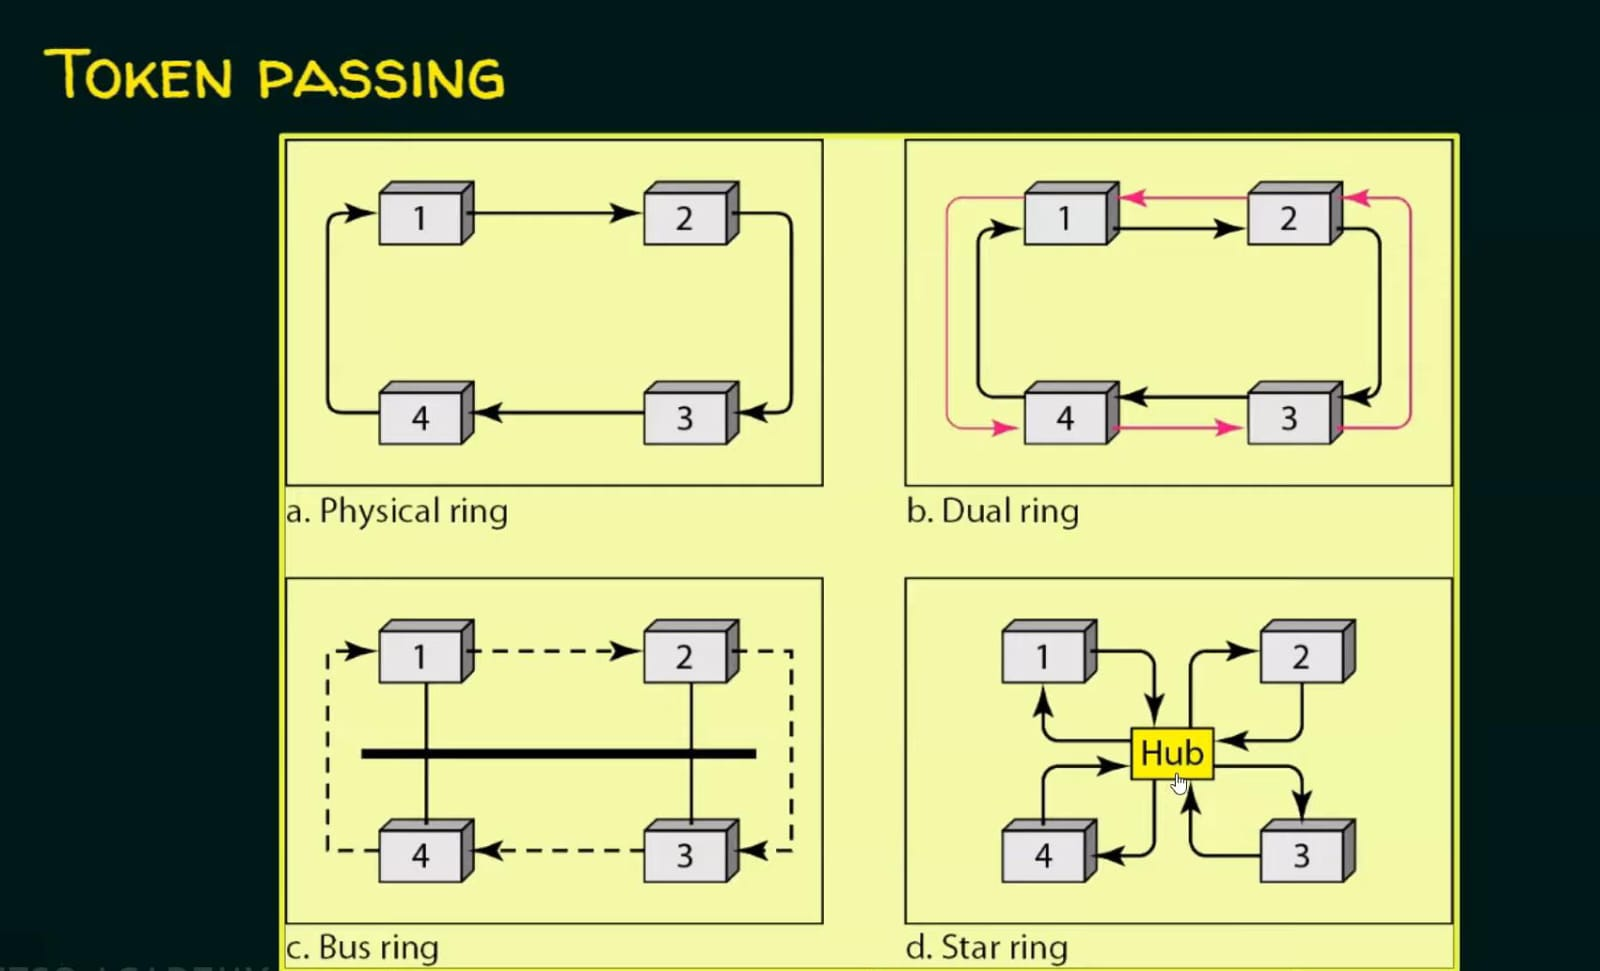 TOKEN PASSING
1 2
4 3
a. Physical ring
1 2
4 3
b. Dual ring
1 2
4 3
c. Bus ring
1 2
Hub
4 3
d. Star ring